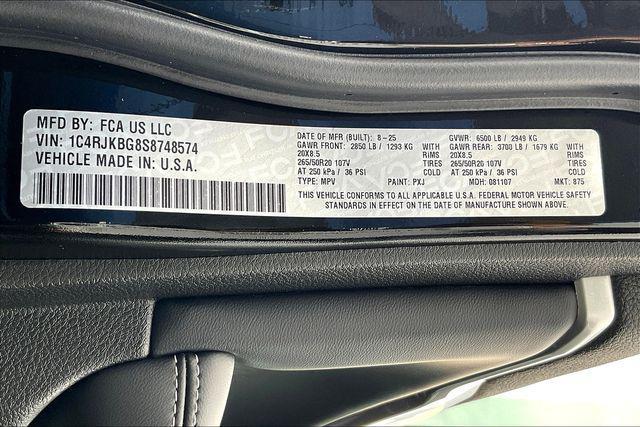 MFD BY: FCA US LLC
VIN: 1C4RJKBG8S8748574
VEHICLE MADE IN: U.S.A.
DATE OF MFR (BUILT): 8-25 GVWR: 6500 LB / 2949 KG
GAWR FRONT: 2850 LB / 1293 KG WITH GAWR REAR: 3700 LB / 1679 KG WITH
20X8.5 RIMS 20X8.5 RIMS
265/50R20 107V TIRES 265/50R20 107V TIRES
AT 250 kPa / 36 PSI COLD AT 250 kPa / 36 PSI COLD
TYPE: MPV PAINT: PXJ MDH: 081107 MKT: 875
THIS VEHICLE CONFORMS TO ALL APPLICABLE U.S.A. FEDERAL MOTOR VEHICLE SAFETY
STANDARDS IN EFFECT ON THE DATE OF MANUFACTURE SHOWN ABOVE.